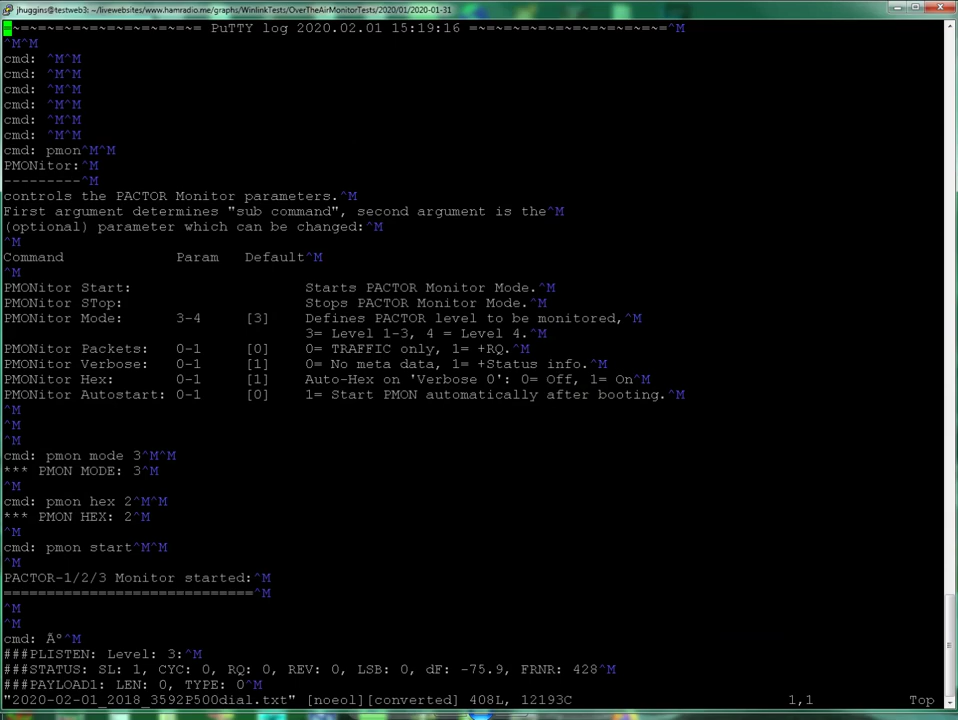 jhuggins@testweb3: ~/livewebsites/www.hamradio.me/graphs/WinlinkTests/OverTheAirMonitorTests/2020/01/2020-01-31
=~=~=~=~=~=~=~=~=~=~=~= PuTTY log 2020.02.01 15:19:16 =~=~=~=~=~=~=~=~=~=~=~=^M
^M^M
cmd: ^M^M
cmd: ^M^M
cmd: ^M^M
cmd: ^M^M
cmd: ^M^M
cmd: ^M^M
cmd: pmon^M^M
PMONitor:^M
---------^M
controls the PACTOR Monitor parameters.^M
First argument determines "sub command", second argument is the^M
(optional) parameter which can be changed:^M
^M
Command Param Default^M
^M
PMONitor Start: Starts PACTOR Monitor Mode.^M
PMONitor STop: Stops PACTOR Monitor Mode.^M
PMONitor Mode: 3-4 [3] Defines PACTOR level to be monitored,^M
3= Level 1-3, 4 = Level 4.^M
PMONitor Packets: 0-1 [0] 0= TRAFFIC only, 1= +RQ.^M
PMONitor Verbose: 0-1 [1] 0= No meta data, 1= +Status info.^M
PMONitor Hex: 0-1 [1] Auto-Hex on 'Verbose 0': 0= Off, 1= On^M
PMONitor Autostart: 0-1 [0] 1= Start PMON automatically after booting.^M
^M
^M
^M
cmd: pmon mode 3^M^M
*** PMON MODE: 3^M
^M
cmd: pmon hex 2^M^M
*** PMON HEX: 2^M
^M
cmd: pmon start^M^M
^M
PACTOR-1/2/3 Monitor started:^M
=============================^M
^M
^M
cmd: Âº^M
###PLISTEN: Level: 3:^M
###STATUS: SL: 1, CYC: 0, RQ: 0, REV: 0, LSB: 0, dF: -75.9, FRNR: 428^M
###PAYLOAD1: LEN: 0, TYPE: 0^M
"2020-02-01_2018_3592P500dial.txt" [noeol][converted] 408L, 12193C 1,1 Top